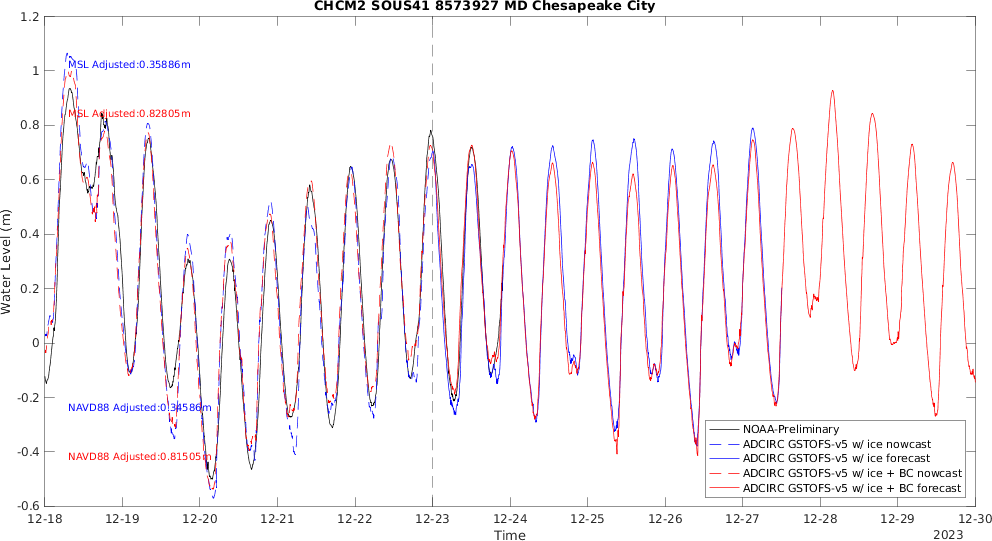 CHCM2 SOUS41 8573927 MD Chesapeake City
1.2
1
0.8
0.6
0.4
0.2
0
-0.2
-0.4
-0.6
Water Level (m)
MSL Adjusted:0.35886m
MSL Adjusted:0.82805m
NAVD88 Adjusted:0.34586m
NAVD88 Adjusted:0.81505m
NOAA-Preliminary
ADCIRC GSTOFS-v5 w/ ice nowcast
ADCIRC GSTOFS-v5 w/ ice forecast
ADCIRC GSTOFS-v5 w/ ice + BC nowcast
ADCIRC GSTOFS-v5 w/ ice + BC forecast
12-18 12-19 12-20 12-21 12-22 12-23 12-24 12-25 12-26 12-27 12-28 12-29 12-30
Time
2023